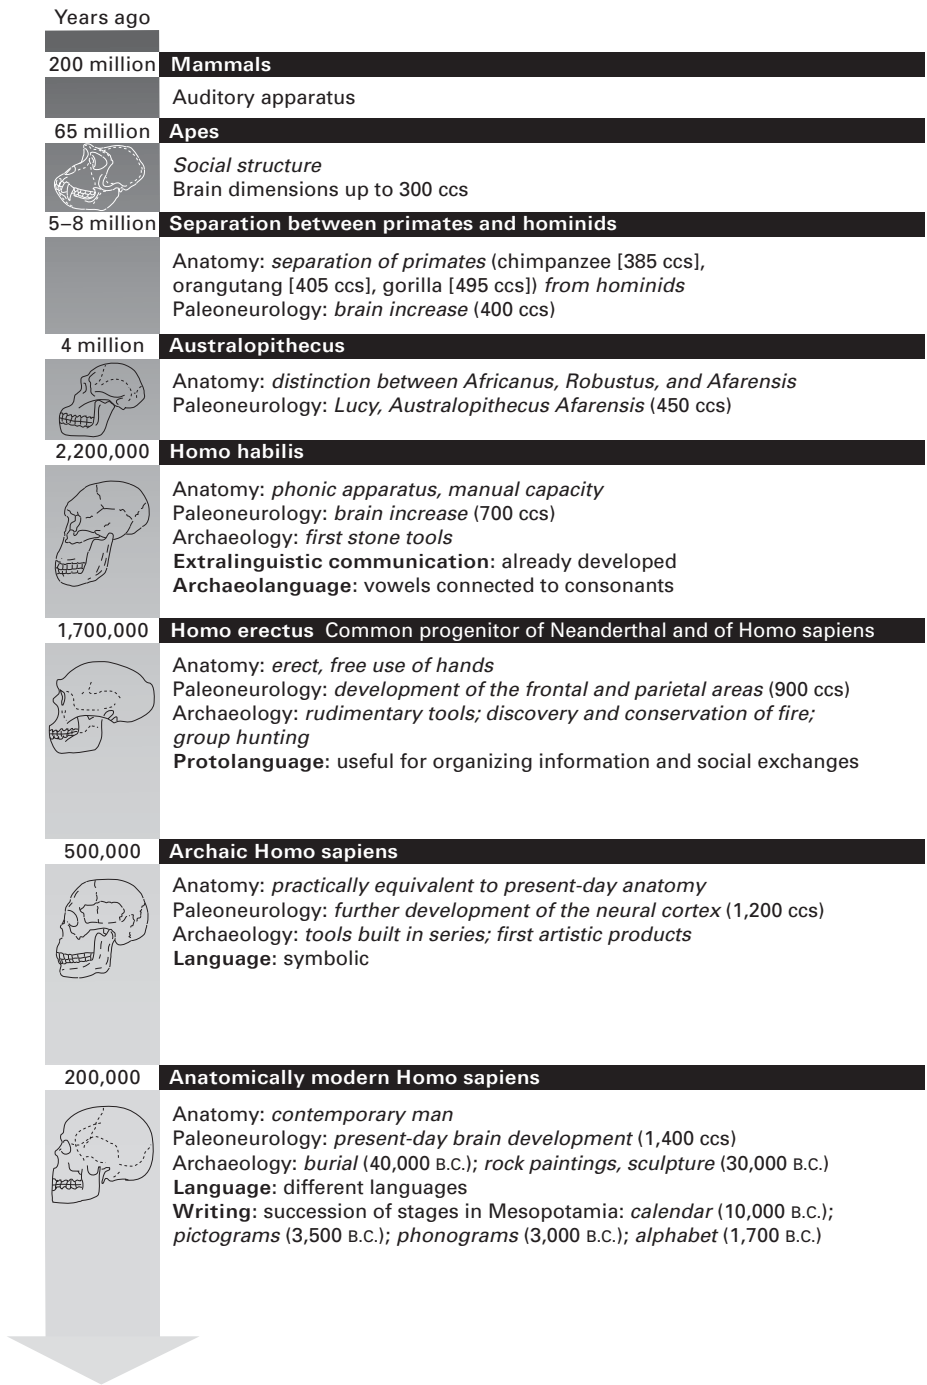 Years ago
200 million Mammals
Auditory apparatus
65 million Apes
Social structure
Brain dimensions up to 300 ccs
5–8 million Separation between primates and hominids
Anatomy: separation of primates (chimpanzee [385 ccs],
orangutang [405 ccs], gorilla [495 ccs]) from hominids
Paleoneurology: brain increase (400 ccs)
4 million Australopithecus
Anatomy: distinction between Africanus, Robustus, and Afarensis
Paleoneurology: Lucy, Australopithecus Afarensis (450 ccs)
2,200,000 Homo habilis
Anatomy: phonic apparatus, manual capacity
Paleoneurology: brain increase (700 ccs)
Archaeology: first stone tools
Extralinguistic communication: already developed
Archaeolanguage: vowels connected to consonants
1,700,000 Homo erectus Common progenitor of Neanderthal and of Homo sapiens
Anatomy: erect, free use of hands
Paleoneurology: development of the frontal and parietal areas (900 ccs)
Archaeology: rudimentary tools; discovery and conservation of fire;
group hunting
Protolanguage: useful for organizing information and social exchanges
500,000 Archaic Homo sapiens
Anatomy: practically equivalent to present-day anatomy
Paleoneurology: further development of the neural cortex (1,200 ccs)
Archaeology: tools built in series; first artistic products
Language: symbolic
200,000 Anatomically modern Homo sapiens
Anatomy: contemporary man
Paleoneurology: present-day brain development (1,400 ccs)
Archaeology: burial (40,000 B.C.); rock paintings, sculpture (30,000 B.C.)
Language: different languages
Writing: succession of stages in Mesopotamia: calendar (10,000 B.C.);
pictograms (3,500 B.C.); phonograms (3,000 B.C.); alphabet (1,700 B.C.)